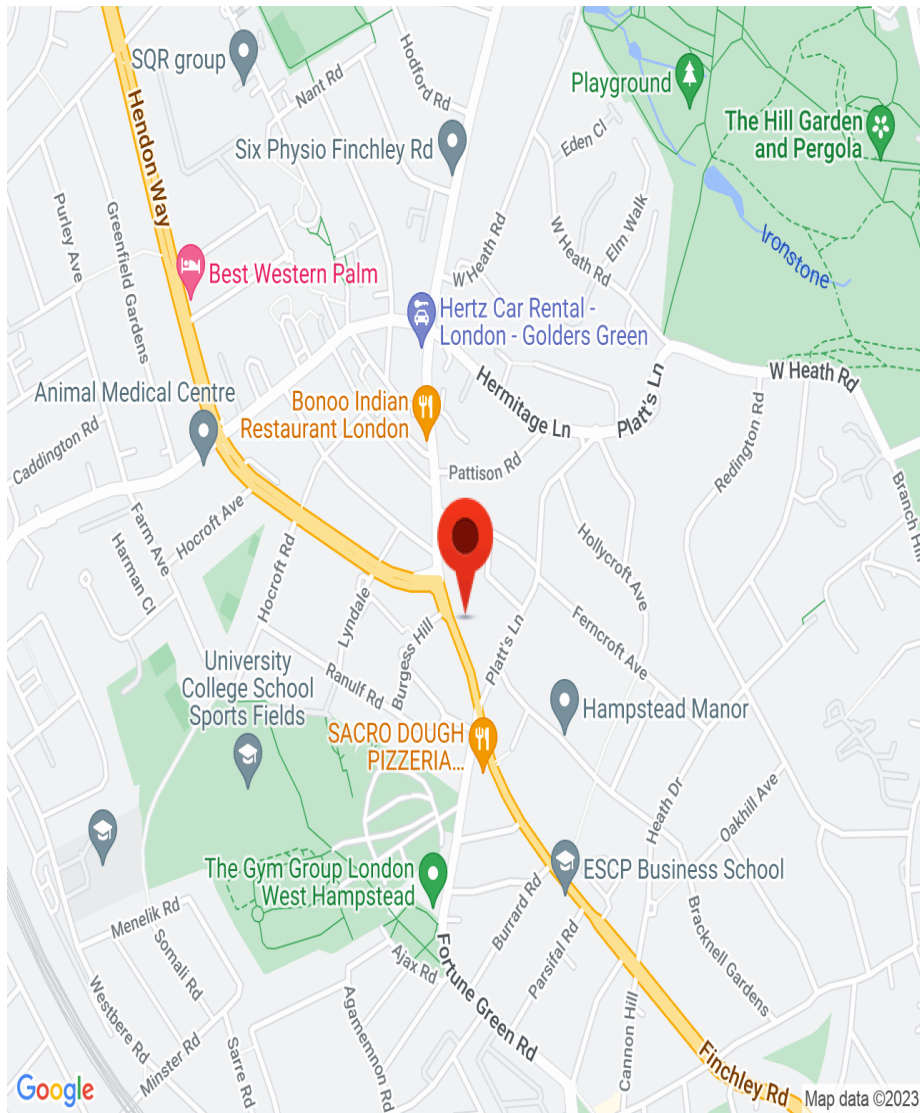 SQR group
Nant Rd
Hodford Rd
Playground
The Hill Garden
and Pergola
Six Physio Finchley Rd
Eden Cl
Hendon Way
Purley Ave
Greenfield Gardens
W Heath Rd
W Heath Rd
Elm Walk
Ironstone
Best Western Palm
Hertz Car Rental -
London - Golders Green
Animal Medical Centre
Bonoo Indian
Restaurant London
Hermitage Ln
Platt's Ln
W Heath Rd
Caddington Rd
Pattison Rd
Redington Rd
Branch Hill
Farm Ave
Hocroft Ave
Harman Cl
Hocroft Rd
Hollycroft Ave
Lyndale
Burgess Hill
Platt's Ln
Ferncroft Ave
University
College School
Sports Fields
Ranulf Rd
Hampstead Manor
SACRO DOUGH
PIZZERIA...
Heath Dr
Oakhill Ave
The Gym Group London
West Hampstead
ESCP Business School
Menelik Rd
Somali Rd
Burrard Rd
Parsifal Rd
Bracknell Gardens
Ajax Rd
Fortune Green Rd
Westbere Rd
Minster Rd
Sarre Rd
Agamemnon Rd
Cannon Hill
Finchley Rd
Google
Map data ©2023